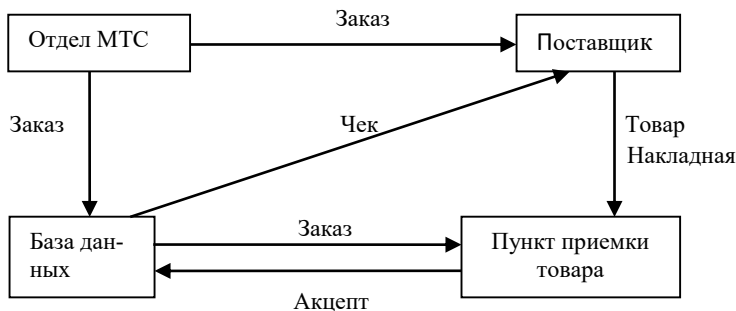 Заказ
Отдел МТС
Поставщик
Заказ
Чек
Товар
Накладная
База дан-
ных
Заказ
Пункт приемки
товара
Акцепт